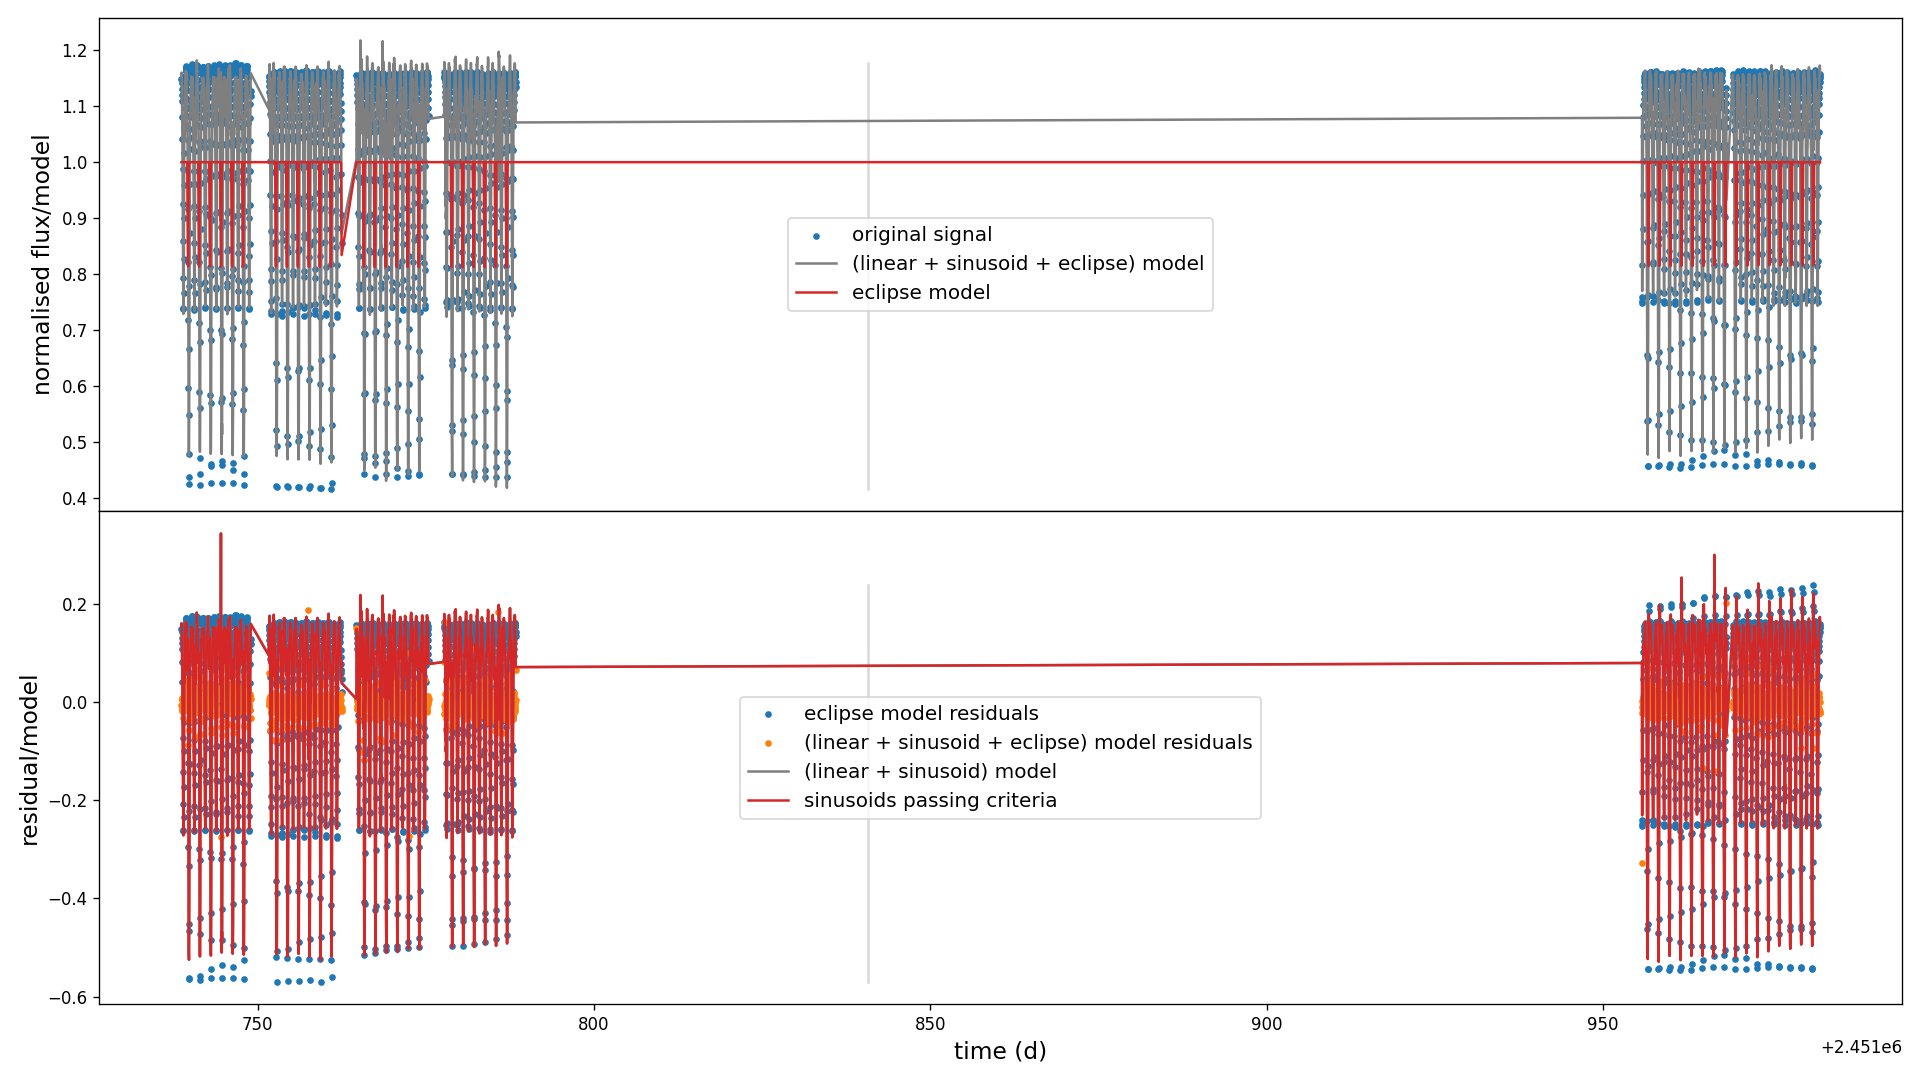 1.2
1.1
1.0
0.9
0.8
0.7
0.6
0.5
0.4
normalised flux/model
original signal
(linear + sinusoid + eclipse) model
eclipse model
0.2
0.0
−0.2
−0.4
−0.6
residual/model
eclipse model residuals
(linear + sinusoid + eclipse) model residuals
(linear + sinusoid) model
sinusoids passing criteria
750 800 850 900 950
time (d)
+2.451e6